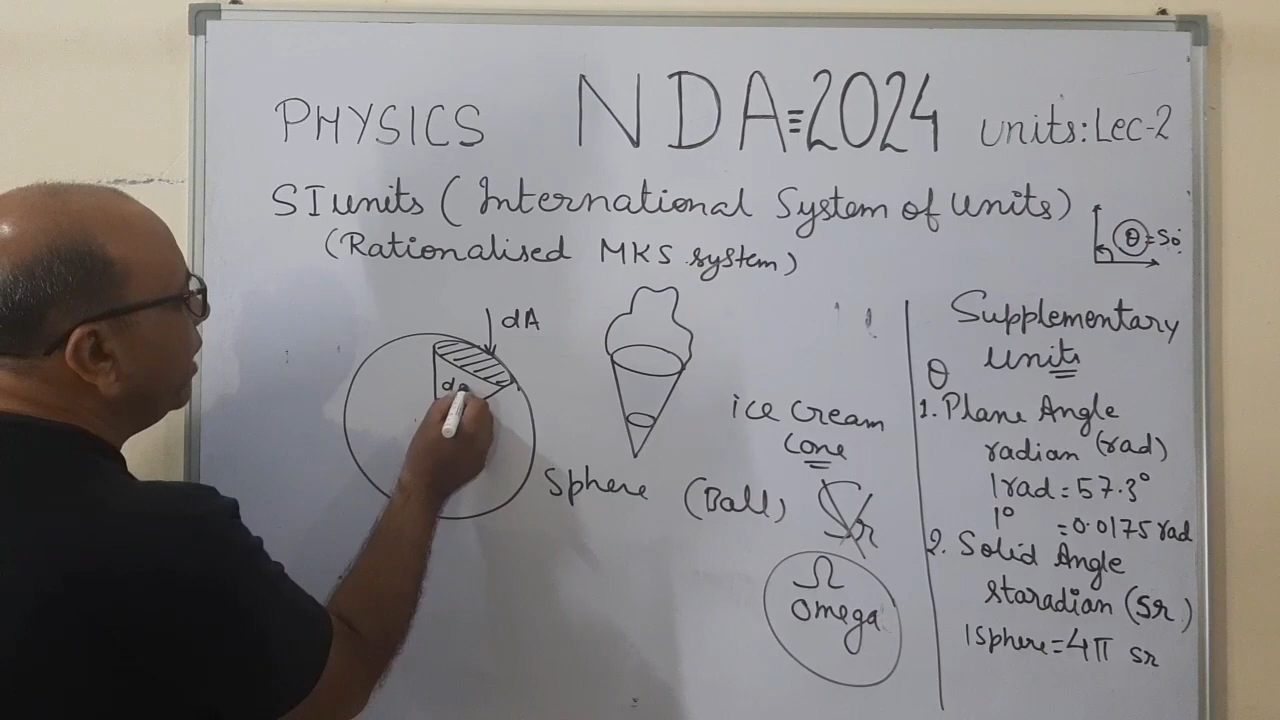 PHYSICS NDA=2024 units: Lec-2
SI units (International System of units)
(Rationalised MKS system)
θ
dA
ice cream
cone
Sphere (Ball)
Sr
Ω
omega
Supplementary
units
θ
1. Plane Angle
radian (rad)
1rad = 57.3°
1° = 0.0175 rad
2. Solid Angle
staradian (Sr)
1sphere = 4π sr